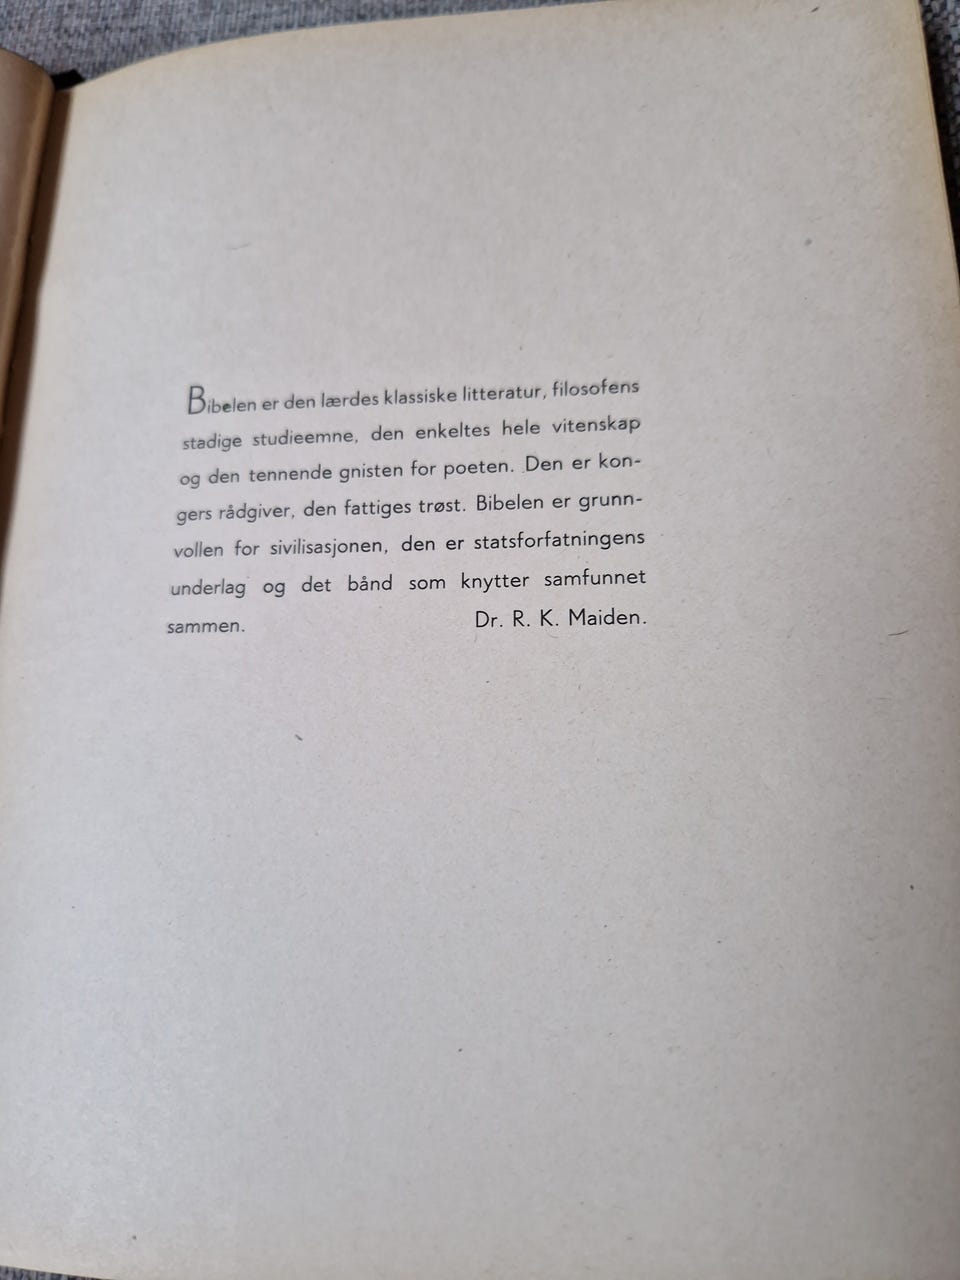 Bibelen er den lærdes klassiske litteratur, filosofens
stadige studieemne, den enkeltes hele vitenskap
og den tennende gnisten for poeten. Den er kon-
gers rådgiver, den fattiges trøst. Bibelen er grunn-
vollen for sivilisasjonen, den er statsforfatningens
underlag og det bånd som knytter samfunnet
sammen. Dr. R. K. Maiden.